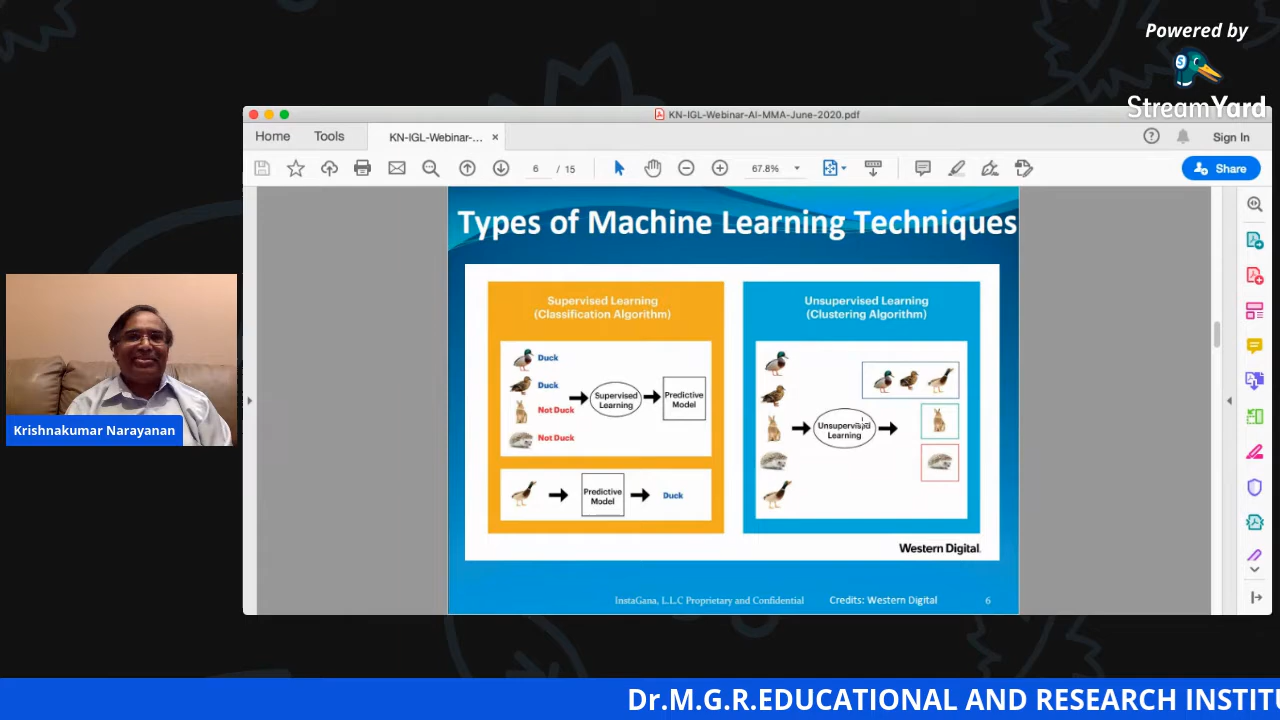 Powered by
StreamYard
KN-IGL-Webinar-AI-MMA-June-2020.pdf
Home Tools KN-IGL-Webinar-... × Sign In
6 / 15 67.8% Share
Types of Machine Learning Techniques
Supervised Learning
(Classification Algorithm)
Duck
Duck
Not Duck
Not Duck
Supervised
Learning
Predictive
Model
Predictive
Model
Duck
Unsupervised Learning
(Clustering Algorithm)
Unsupervised
Learning
Western Digital.
InstaGana, L.L.C Proprietary and Confidential Credits: Western Digital 6
Krishnakumar Narayanan
Dr.M.G.R.EDUCATIONAL AND RESEARCH INSTITU